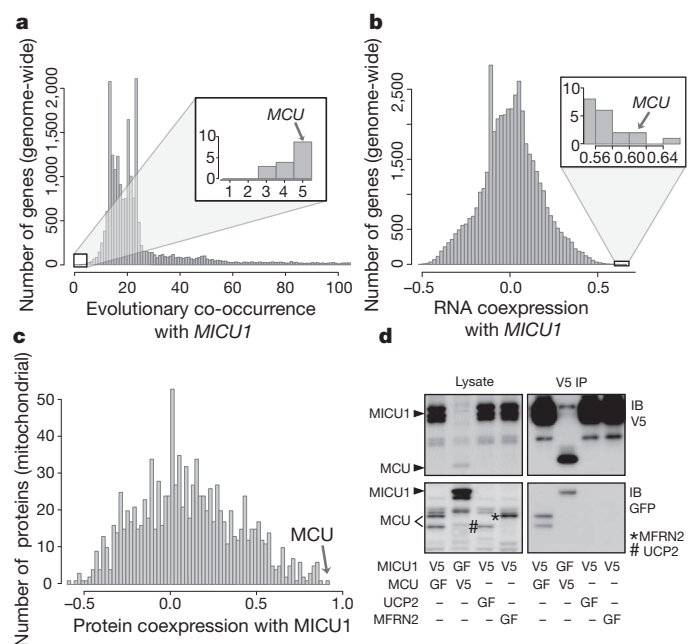 a
Number of genes (genome-wide)
2,000
1,500
1,000
500
0
0 20 40 60 80 100
Evolutionary co-occurrence
with MICU1
MCU
10
5
0
1 2 3 4 5
b
Number of genes (genome-wide)
2,500
1,500
500
0
−0.5 0.0 0.5
RNA coexpression
with MICU1
MCU
10
5
0
0.56 0.60 0.64
c
Number of proteins (mitochondrial)
50
40
30
20
10
0
−0.5 0.0 0.5 1.0
Protein coexpression with MICU1
MCU
d
Lysate V5 IP
MICU1
MCU
IB
V5
MICU1
MCU
# *
IB
GFP
*MFRN2
# UCP2
MICU1 V5 GF V5 V5 V5 GF V5 V5
MCU GF V5 – – GF V5 – –
UCP2 – – GF – – – GF –
MFRN2 – – – GF – – – GF